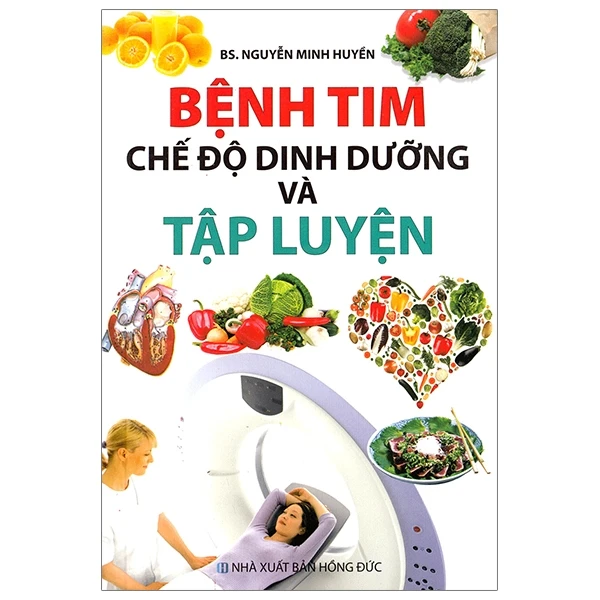 BS. NGUYỄN MINH HUYỀN
BỆNH TIM
CHẾ ĐỘ DINH DƯỠNG
VÀ
TẬP LUYỆN
NHÀ XUẤT BẢN HỒNG ĐỨC